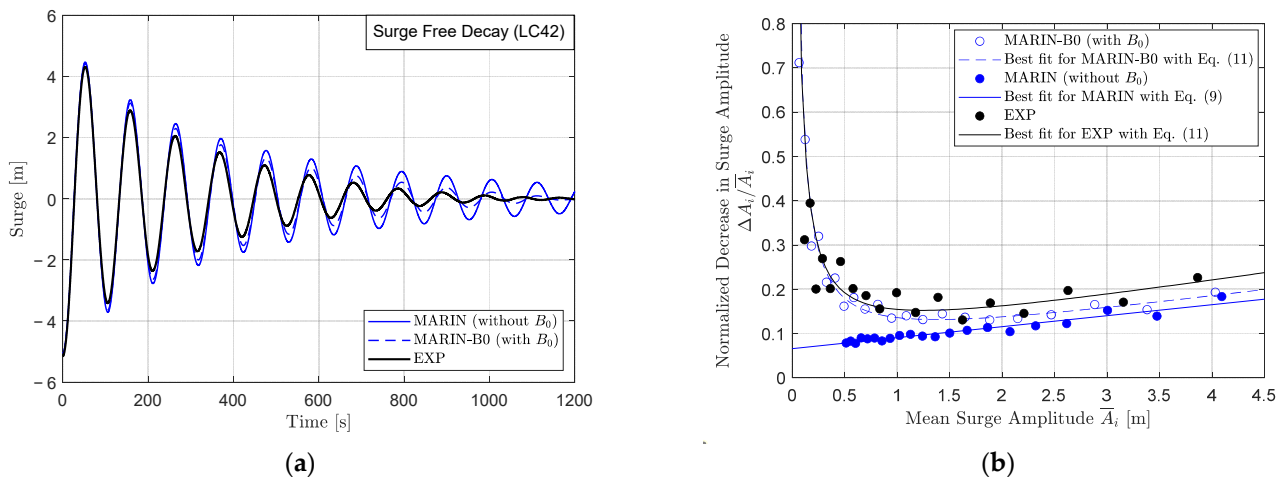 Surge Free Decay (LC42)
Surge [m]
6
4
2
0
−2
−4
−6
MARIN (without B0)
MARIN-B0 (with B0)
EXP
0 200 400 600 800 1000 1200
Time [s]
(a)
Normalized Decrease in Surge Amplitude
ΔAi/A̅i
0.8
0.7
0.6
0.5
0.4
0.3
0.2
0.1
0
MARIN-B0 (with B0)
Best fit for MARIN-B0 with Eq. (11)
MARIN (without B0)
Best fit for MARIN with Eq. (9)
EXP
Best fit for EXP with Eq. (11)
0 0.5 1 1.5 2 2.5 3 3.5 4 4.5
Mean Surge Amplitude A̅i [m]
(b)